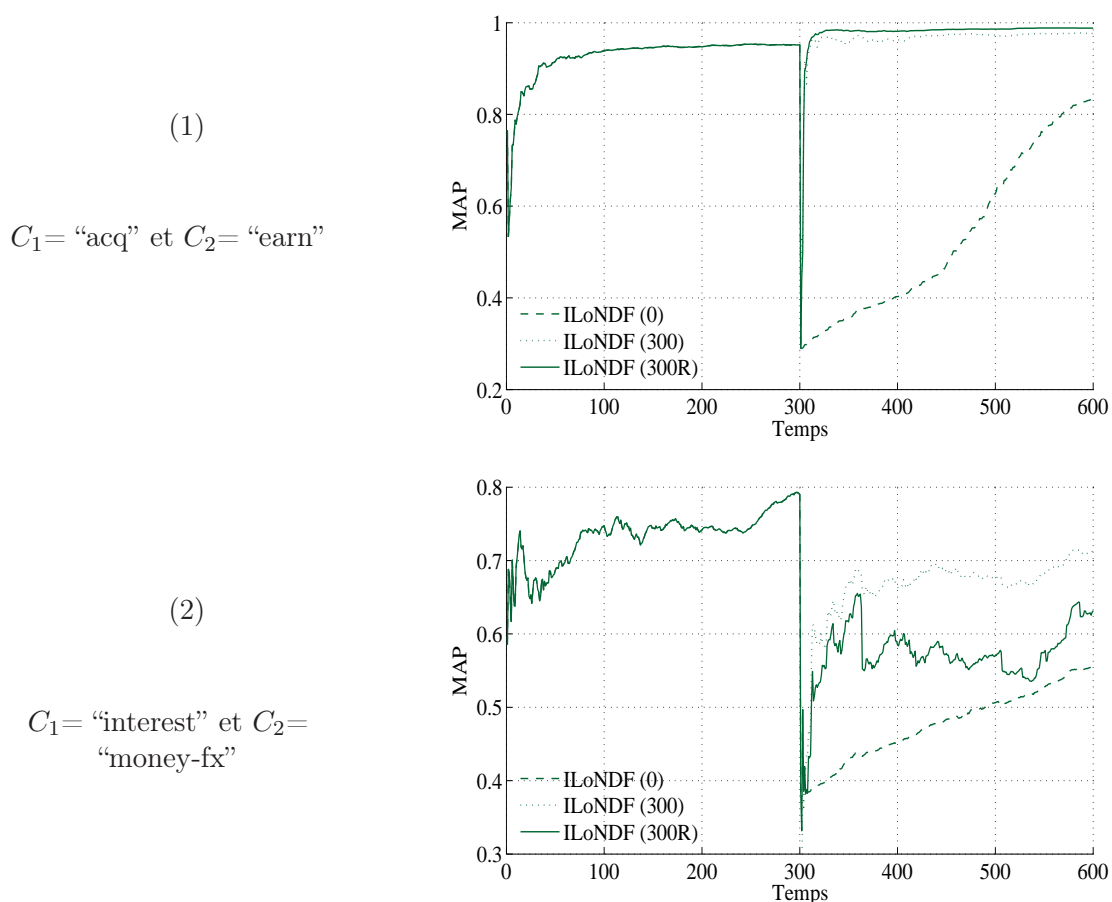 (1)
C₁= “acq” et C₂= “earn”
MAP
1
0.8
0.6
0.4
0.2
ILoNDF (0)
ILoNDF (300)
ILoNDF (300R)
0 100 200 300 400 500 600
Temps
(2)
C₁= “interest” et C₂=
“money-fx”
MAP
0.8
0.7
0.6
0.5
0.4
0.3
ILoNDF (0)
ILoNDF (300)
ILoNDF (300R)
0 100 200 300 400 500 600
Temps